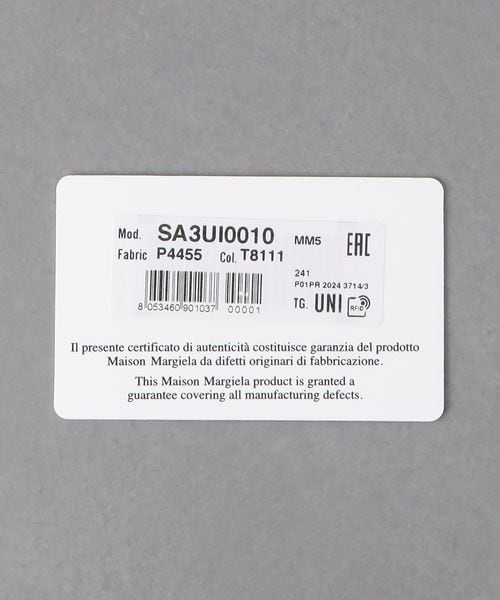 Mod. SA3UI0010 MM5 EAC
Fabric P4455 Col. T8111
241
P01PR 2024 3714/3
TG. UNI RFID
8 053460 901037 00001
Il presente certificato di autenticità costituisce garanzia del prodotto
Maison Margiela da difetti originari di fabbricazione.
This Maison Margiela product is granted a
guarantee covering all manufacturing defects.